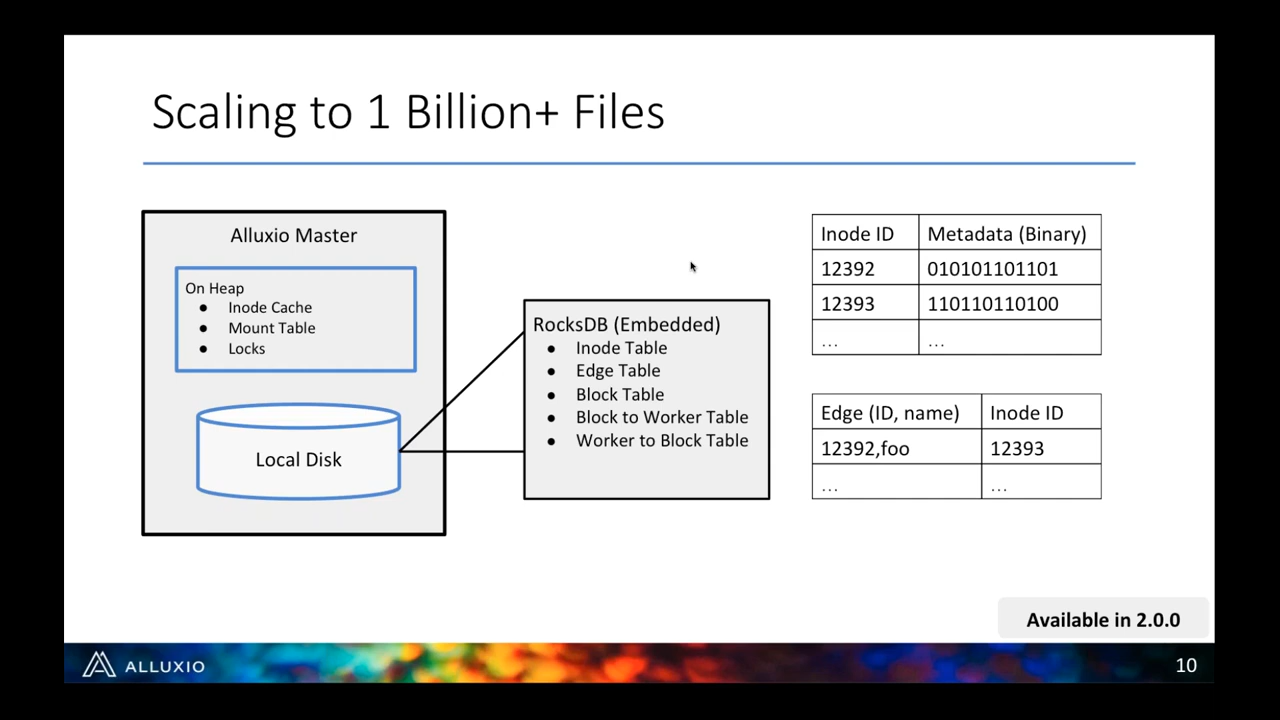 Scaling to 1 Billion+ Files
Alluxio Master
On Heap
● Inode Cache
● Mount Table
● Locks
Local Disk
RocksDB (Embedded)
● Inode Table
● Edge Table
● Block Table
● Block to Worker Table
● Worker to Block Table
Inode ID Metadata (Binary)
12392 010101101101
12393 110110110100
... ...
Edge (ID, name) Inode ID
12392,foo 12393
... ...
Available in 2.0.0
ALLUXIO
10